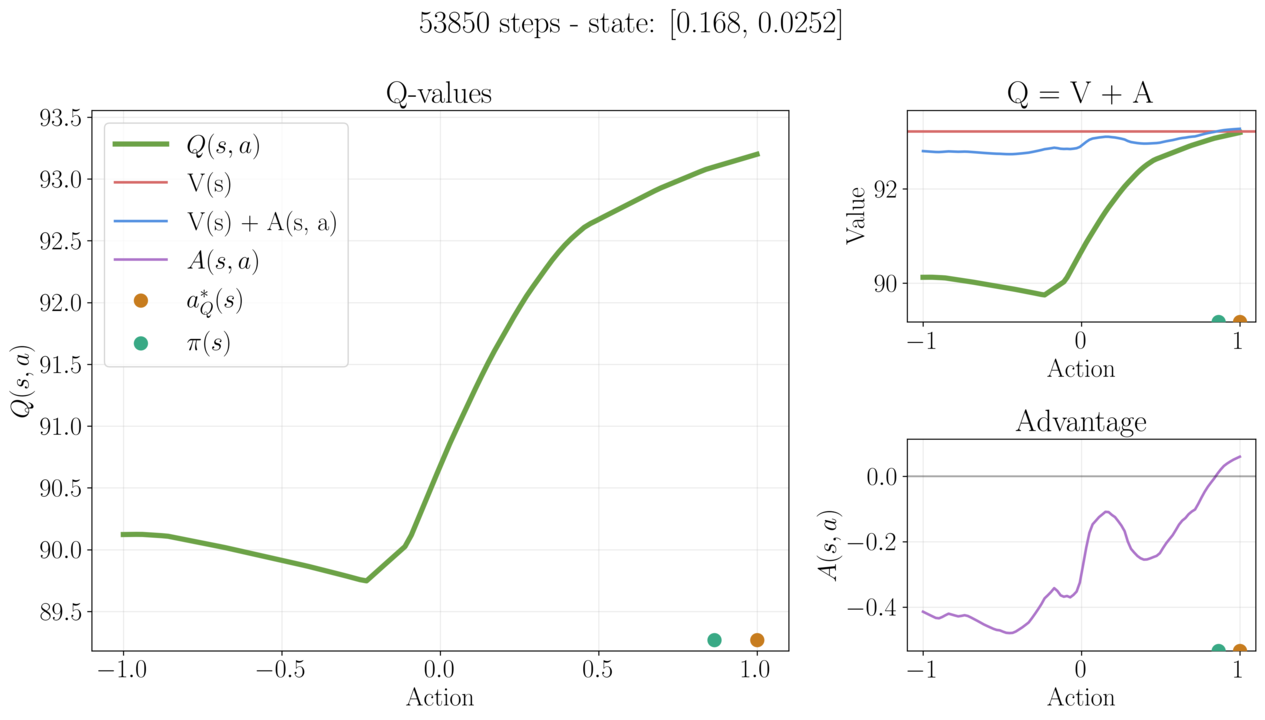 53850 steps - state: [0.168, 0.0252]
Q-values
Q(s, a)
93.5
93.0
92.5
92.0
91.5
91.0
90.5
90.0
89.5
−1.0
−0.5
0.0
0.5
1.0
Action
Q(s, a)
V(s)
V(s) + A(s, a)
A(s, a)
a*Q(s)
π(s)
Q = V + A
Value
92
90
−1
0
1
Action
Advantage
A(s, a)
0.0
−0.2
−0.4
−1
0
1
Action